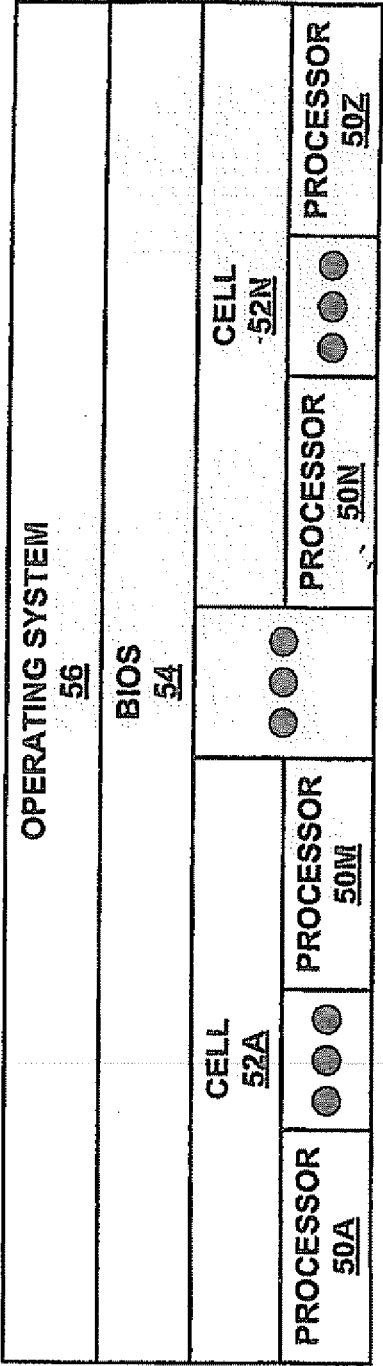 OPERATING SYSTEM
56
BIOS
54
CELL
52A
CELL
52N
PROCESSOR
50A
PROCESSOR
50M
PROCESSOR
50N
PROCESSOR
50Z